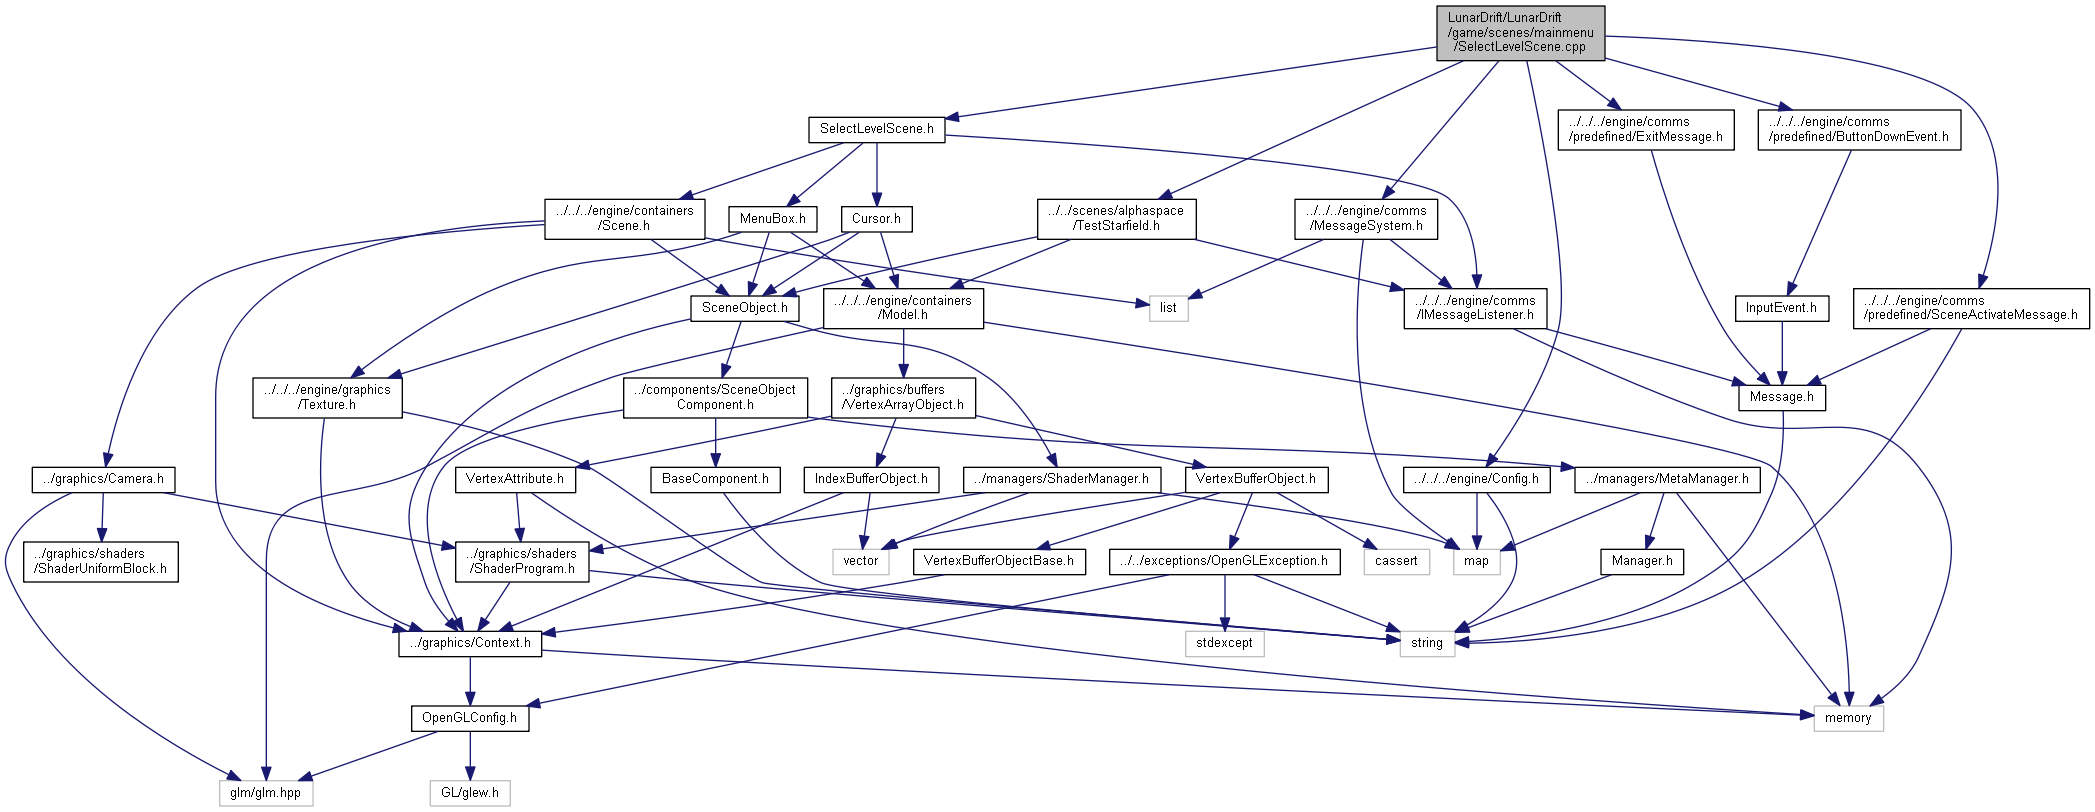 LunarDrift/LunarDrift
/game/scenes/mainmenu
/SelectLevelScene.cpp
SelectLevelScene.h
../../../engine/comms
/predefined/ExitMessage.h
../../../engine/comms
/predefined/ButtonDownEvent.h
../../../engine/containers
/Scene.h
MenuBox.h
Cursor.h
../../scenes/alphaspace
/TestStarfield.h
../../../engine/comms
/MessageSystem.h
SceneObject.h
../../../engine/containers
/Model.h
list
../../../engine/comms
/IMessageListener.h
InputEvent.h
../../../engine/comms
/predefined/SceneActivateMessage.h
../../../engine/graphics
/Texture.h
../components/SceneObject
Component.h
../graphics/buffers
/VertexArrayObject.h
Message.h
../graphics/Camera.h
VertexAttribute.h
BaseComponent.h
IndexBufferObject.h
../managers/ShaderManager.h
VertexBufferObject.h
../../../engine/Config.h
../managers/MetaManager.h
../graphics/shaders
/ShaderUniformBlock.h
../graphics/shaders
/ShaderProgram.h
vector
VertexBufferObjectBase.h
../../exceptions/OpenGLException.h
cassert
map
Manager.h
../graphics/Context.h
stdexcept
string
OpenGLConfig.h
memory
glm/glm.hpp
GL/glew.h